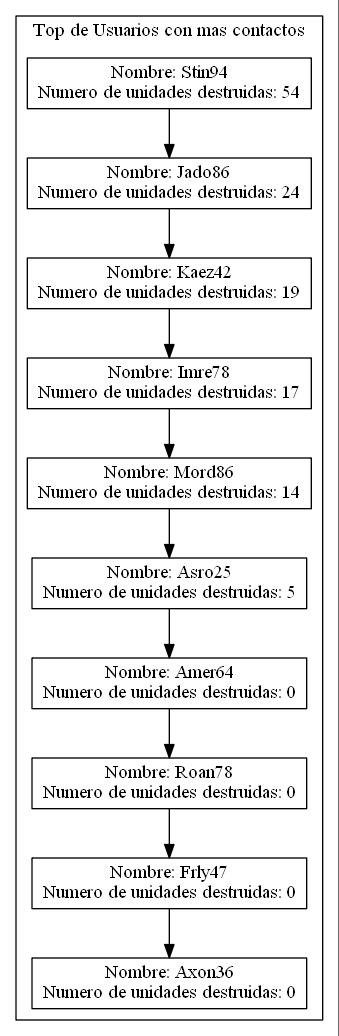 Top de Usuarios con mas contactos
Nombre: Stin94
Numero de unidades destruidas: 54
Nombre: Jado86
Numero de unidades destruidas: 24
Nombre: Kaez42
Numero de unidades destruidas: 19
Nombre: Imre78
Numero de unidades destruidas: 17
Nombre: Mord86
Numero de unidades destruidas: 14
Nombre: Asro25
Numero de unidades destruidas: 5
Nombre: Amer64
Numero de unidades destruidas: 0
Nombre: Roan78
Numero de unidades destruidas: 0
Nombre: Frly47
Numero de unidades destruidas: 0
Nombre: Axon36
Numero de unidades destruidas: 0